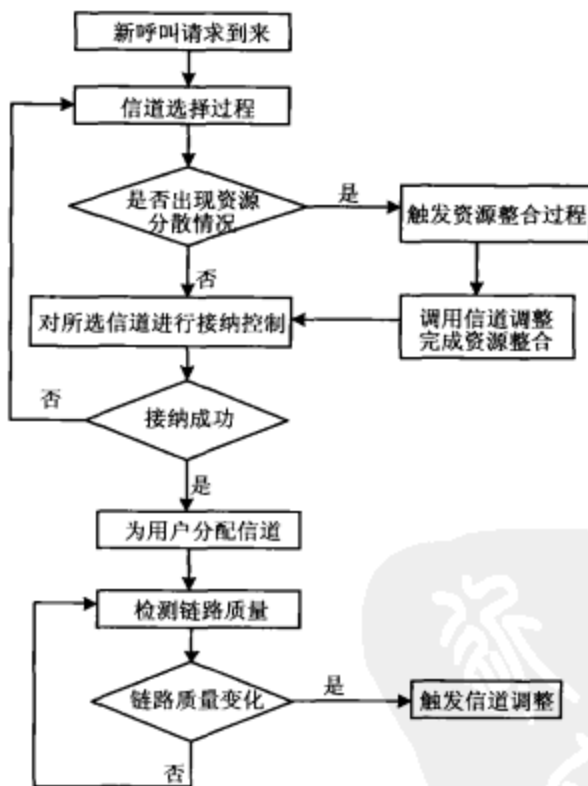 新呼叫请求到来
信道选择过程
是否出现资源
分散情况
是
触发资源整合过程
否
对所选信道进行接纳控制
调用信道调整
完成资源整合
否
接纳成功
是
为用户分配信道
检测链路质量
链路质量变化
是
触发信道调整
否